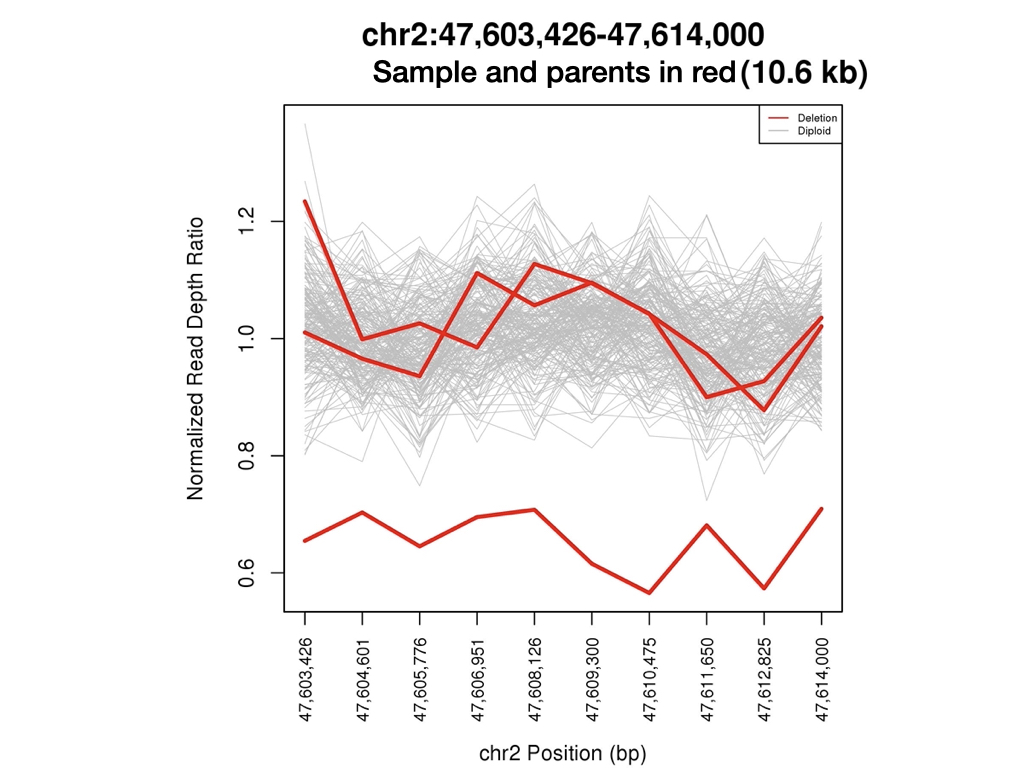 chr2:47,603,426-47,614,000
Sample and parents in red (10.6 kb)
Deletion
Diploid
Normalized Read Depth Ratio
1.2
1.0
0.8
0.6
47,603,426
47,604,601
47,605,776
47,606,951
47,608,126
47,609,300
47,610,475
47,611,650
47,612,825
47,614,000
chr2 Position (bp)